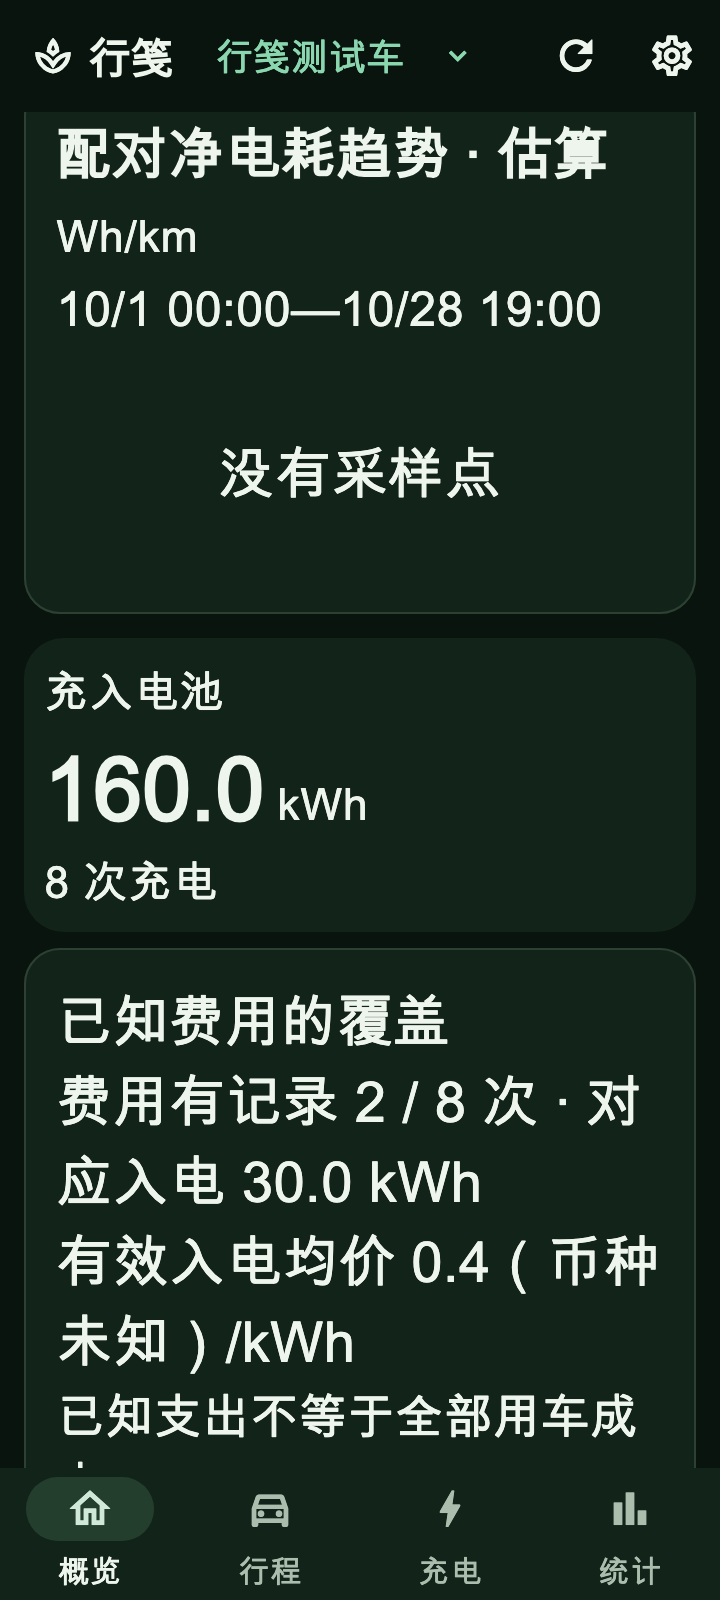 行笺 行笺测试车
配对净电耗趋势 · 估算
Wh/km
10/1 00:00—10/28 19:00
没有采样点
充入电池
160.0 kWh
8 次充电
已知费用的覆盖
费用有记录 2 / 8 次 · 对
应入电 30.0 kWh
有效入电均价 0.4（币种
未知）/kWh
已知支出不等于全部用车成
概览 行程 充电 统计